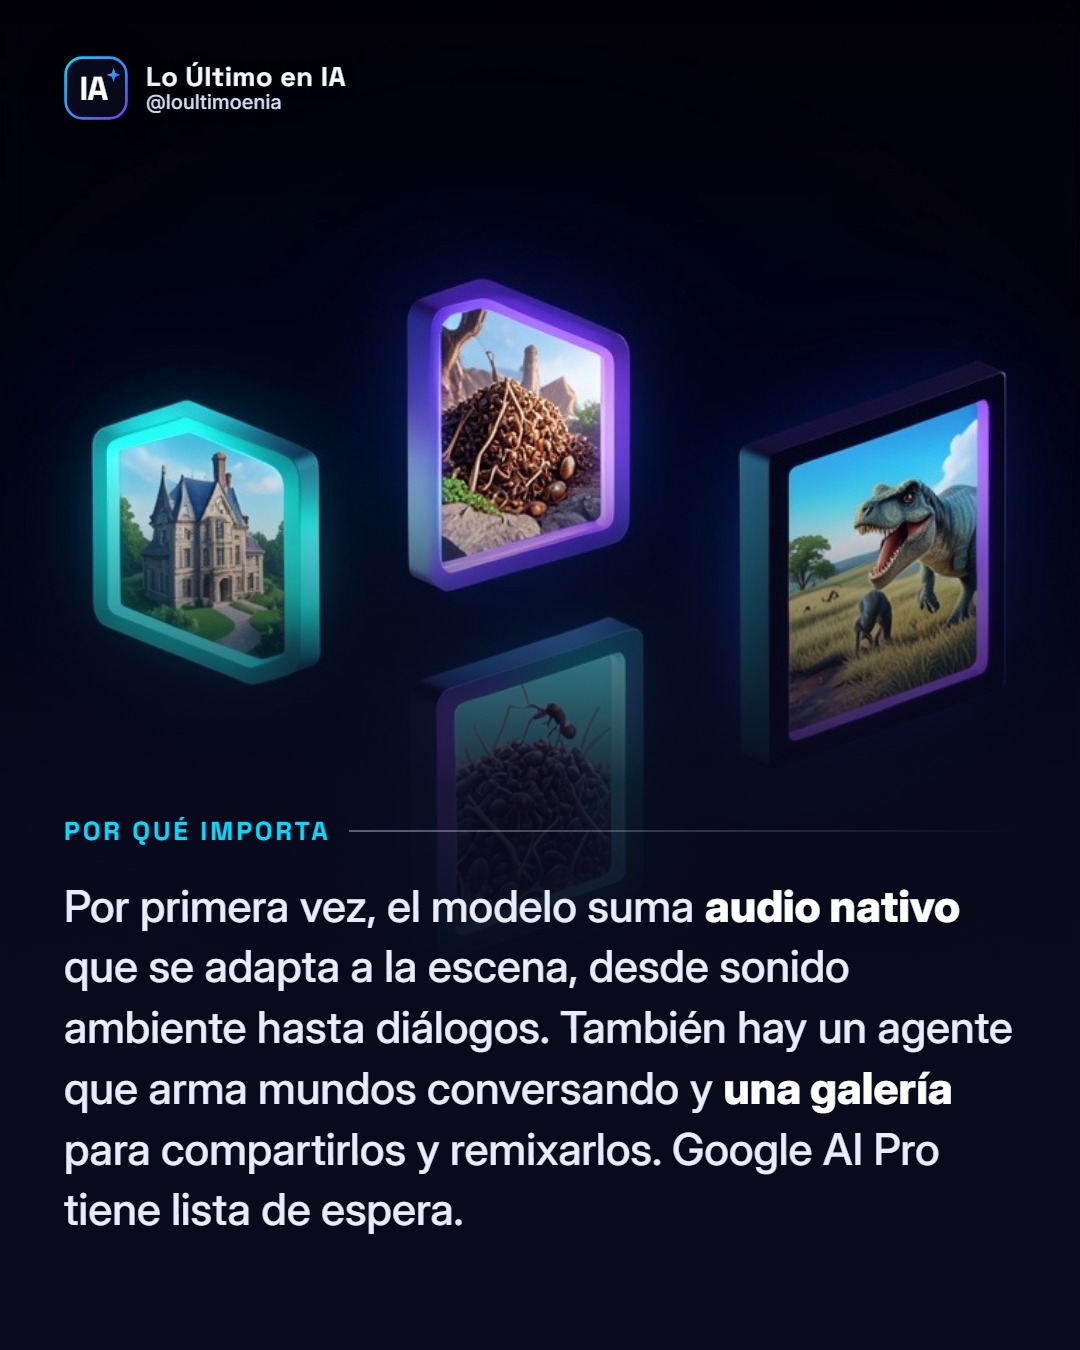 IA
Lo Último en IA
@loultimoenia
POR QUÉ IMPORTA
Por primera vez, el modelo suma audio nativo
que se adapta a la escena, desde sonido
ambiente hasta diálogos. También hay un agente
que arma mundos conversando y una galería
para compartirlos y remixarlos. Google AI Pro
tiene lista de espera.